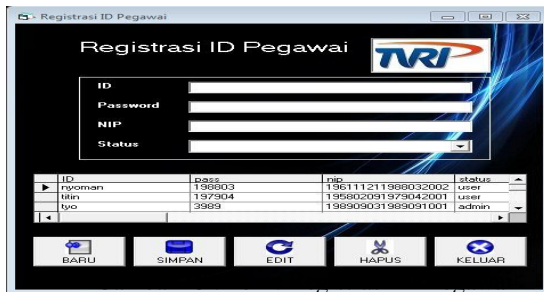 Registrasi ID Pegawai
Registrasi ID Pegawai
TVRI
ID
Password
NIP
Status
ID pass nip status
nyoman 198803 196111211988032002 user
titin 197904 195802091979042001 user
tyo 3989 198909031989091001 admin
BARU SIMPAN EDIT HAPUS KELUAR